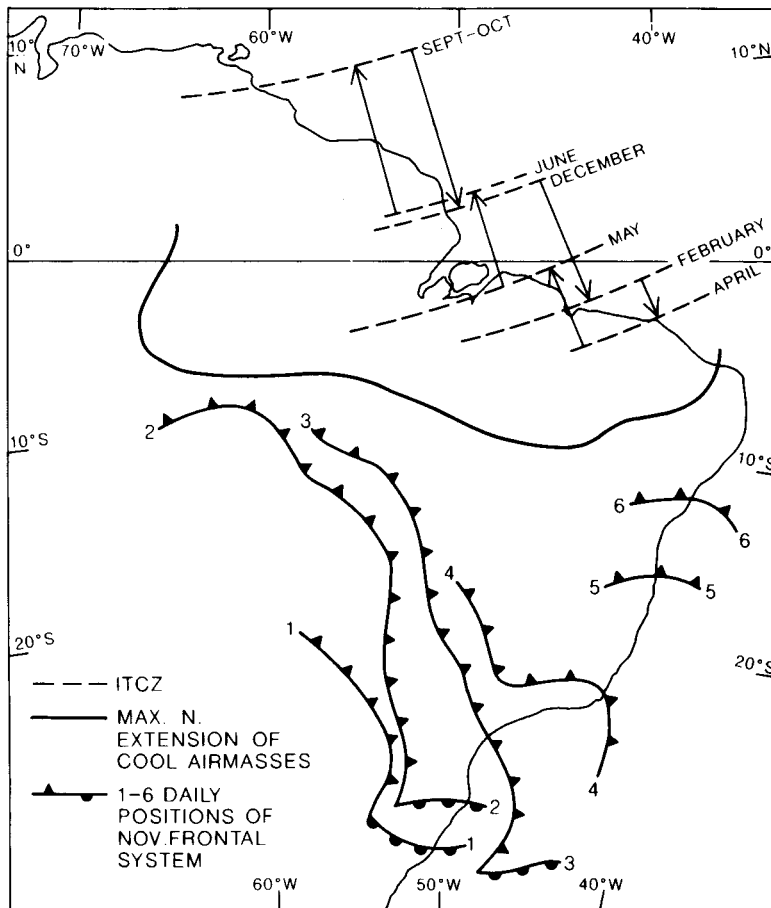 10°
N
70°W
60°W
40°W
10°N
SEPT-OCT
JUNE
DECEMBER
MAY
FEBRUARY
APRIL
0°
0°
10°S
10°S
20°S
20°S
2
3
4
1
6
6
5
5
4
2
1
3
ITCZ
MAX. N.
EXTENSION OF
COOL AIRMASSES
1-6 DAILY
POSITIONS OF
NOV. FRONTAL
SYSTEM
60°W
50°W
40°W